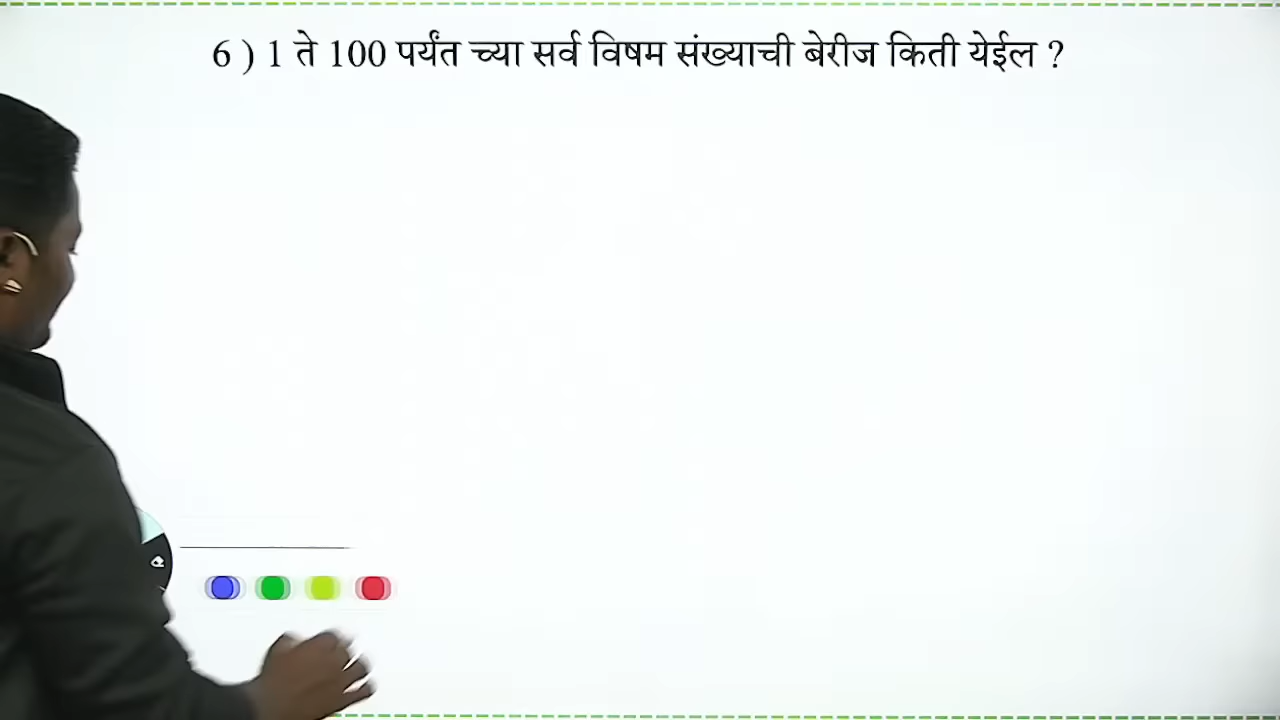 6 ) 1 ते 100 पर्यंत च्या सर्व विषम संख्याची बेरीज किती येईल ?